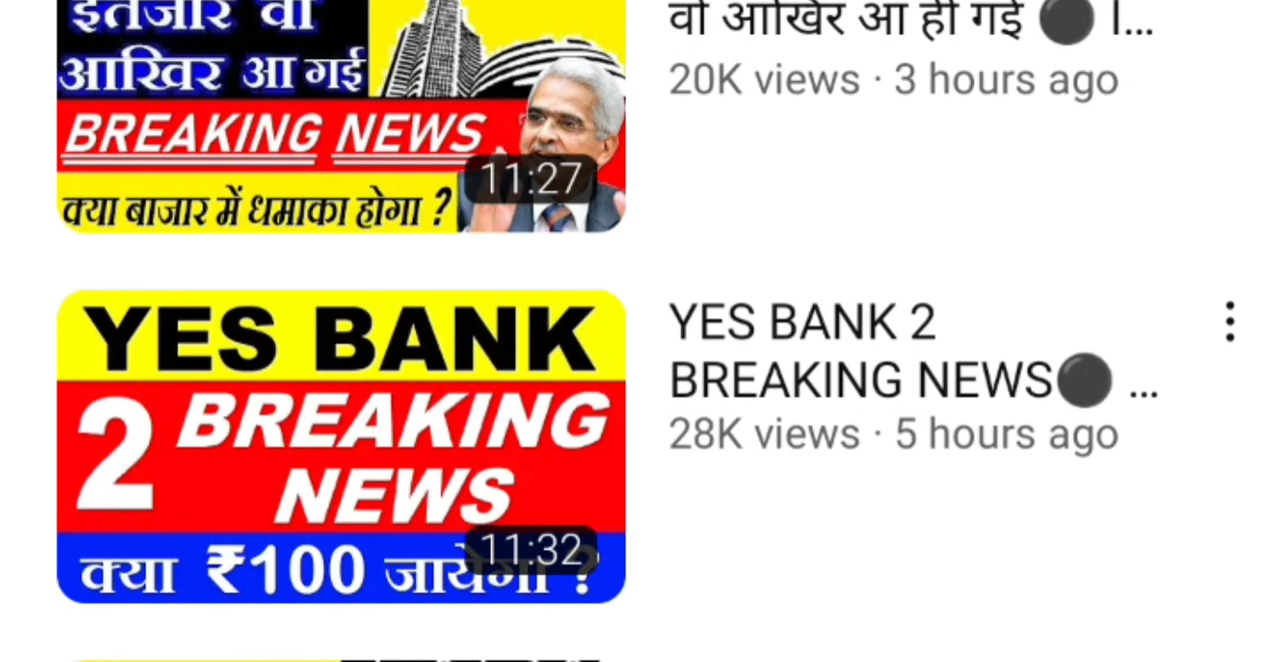 इंतजार वो
आखिर आ गई
BREAKING NEWS
11:27
क्या बाजार में धमाका होगा ?
वो आखिर आ ही गई ⚫ l...
20K views · 3 hours ago
YES BANK
2 BREAKING
NEWS
11:32
क्या ₹100 जायेगा ?
YES BANK 2
BREAKING NEWS⚫ ...
28K views · 5 hours ago